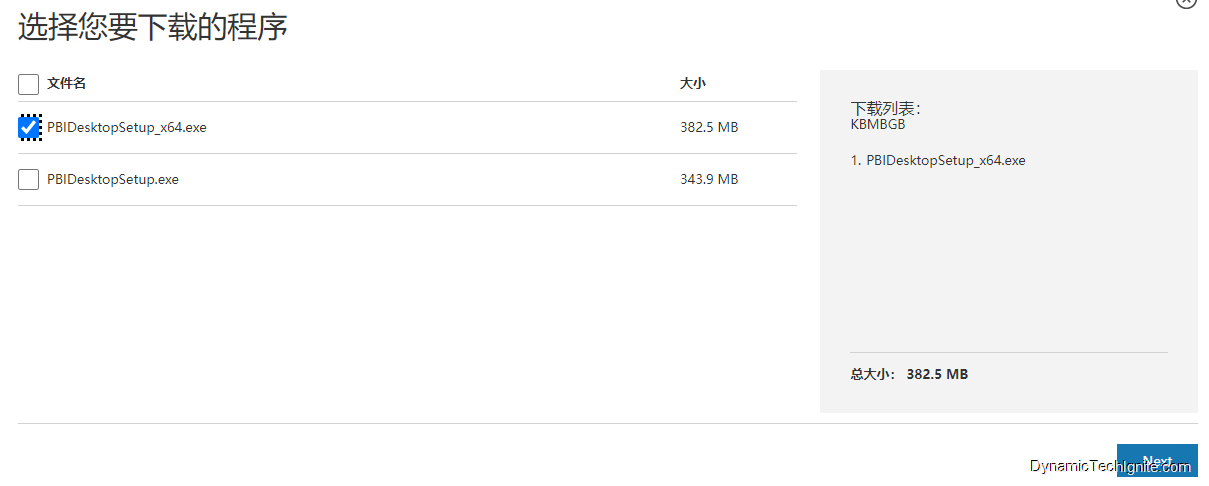 选择您要下载的程序
文件名 大小
PBIDesktopSetup_x64.exe 382.5 MB
PBIDesktopSetup.exe 343.9 MB
下载列表：
KBMBGB
1. PBIDesktopSetup_x64.exe
总大小： 382.5 MB
Next
DynamicTechIgnite.com